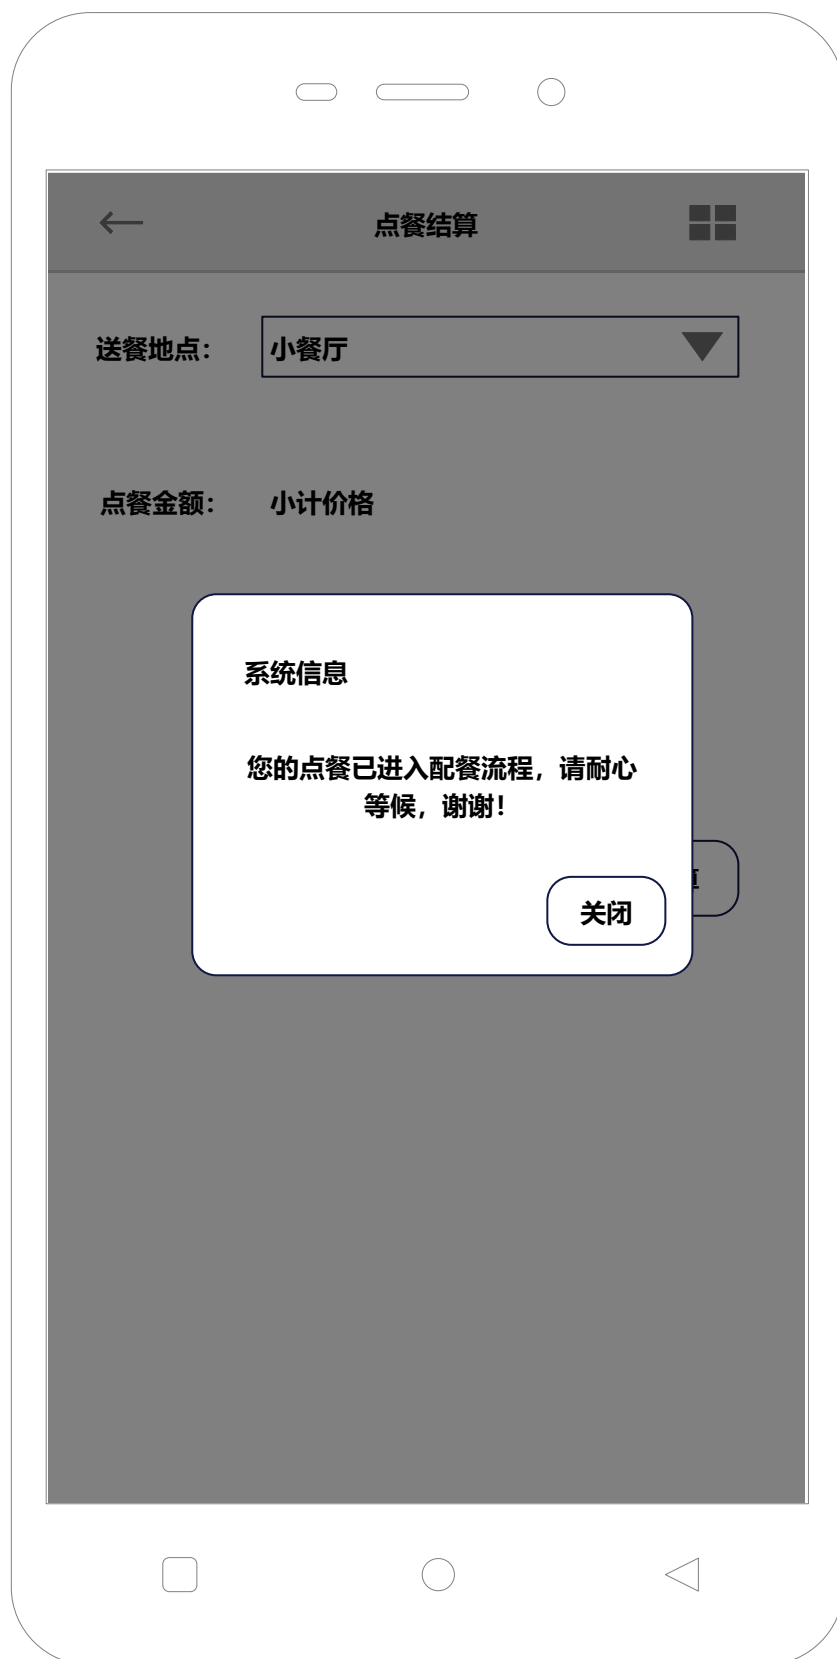 点餐结算
送餐地点：
小餐厅
点餐金额：
小计价格
系统信息
您的点餐已进入配餐流程，请耐心
等候，谢谢！
关闭